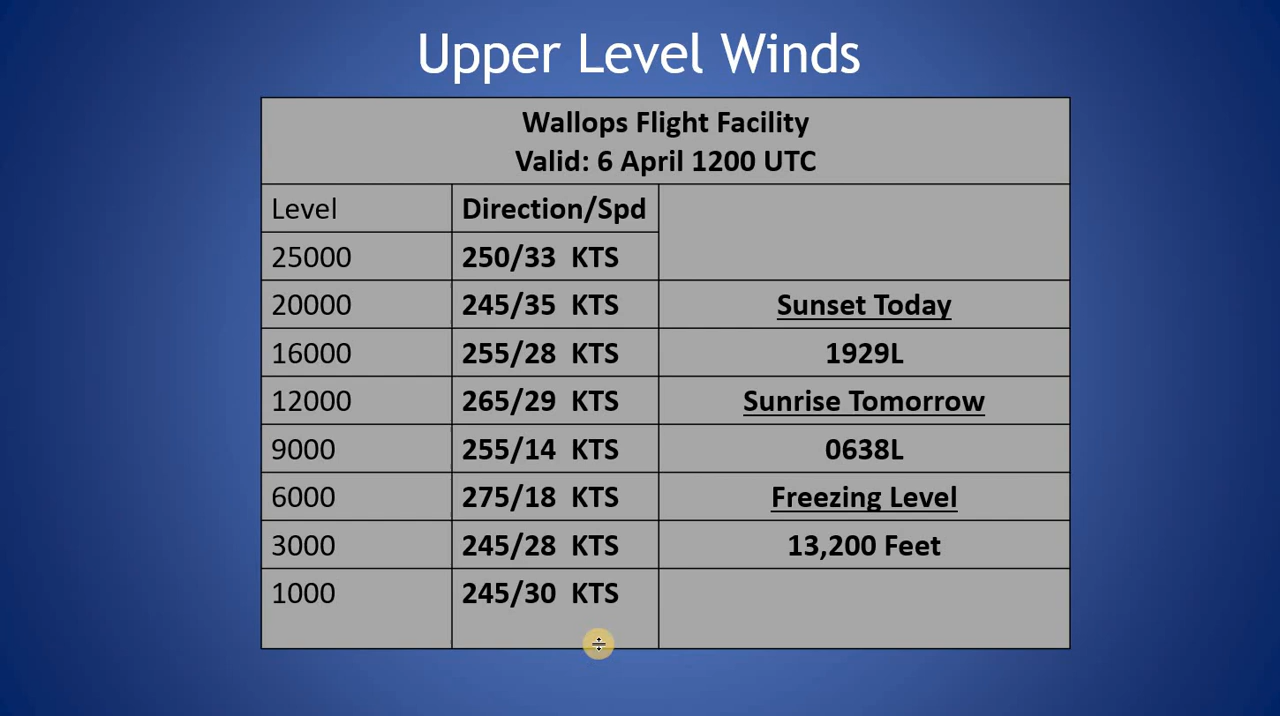 Upper Level Winds
Wallops Flight Facility
Valid: 6 April 1200 UTC
Level Direction/Spd
25000 250/33 KTS
20000 245/35 KTS Sunset Today
16000 255/28 KTS 1929L
12000 265/29 KTS Sunrise Tomorrow
9000 255/14 KTS 0638L
6000 275/18 KTS Freezing Level
3000 245/28 KTS 13,200 Feet
1000 245/30 KTS